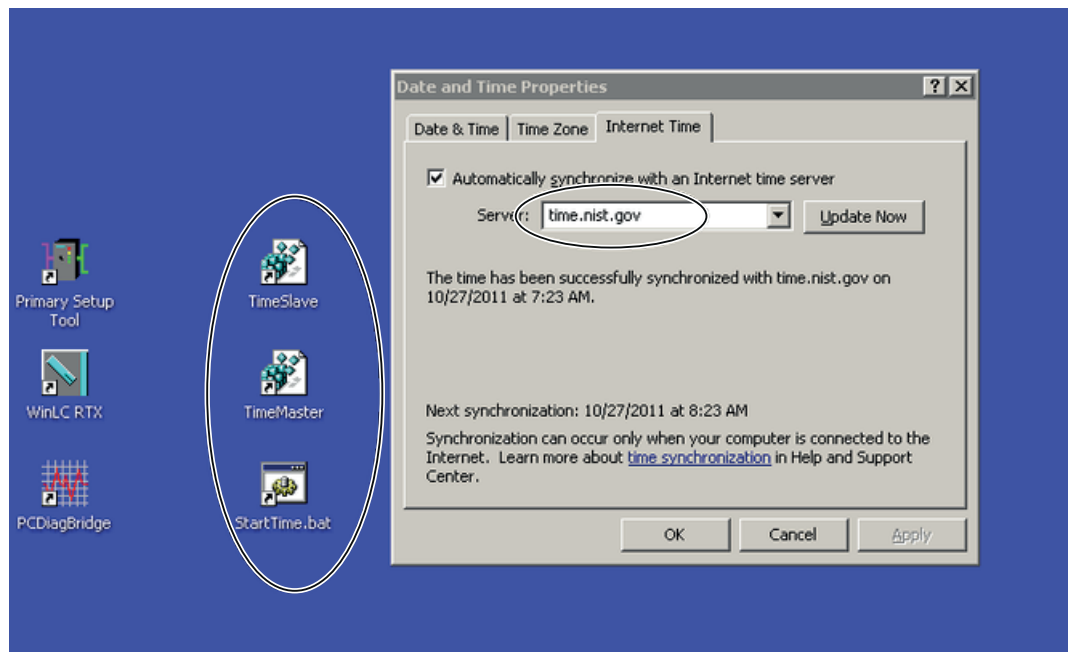 Primary Setup
Tool
WinLC RTX
PCDiagBridge
TimeSlave
TimeMaster
StartTime.bat
Date and Time Properties
Date & Time
Time Zone
Internet Time
Automatically synchronize with an Internet time server
Server: time.nist.gov
Update Now
The time has been successfully synchronized with time.nist.gov on
10/27/2011 at 7:23 AM.
Next synchronization: 10/27/2011 at 8:23 AM
Synchronization can occur only when your computer is connected to the
Internet. Learn more about time synchronization in Help and Support
Center.
OK
Cancel
Apply